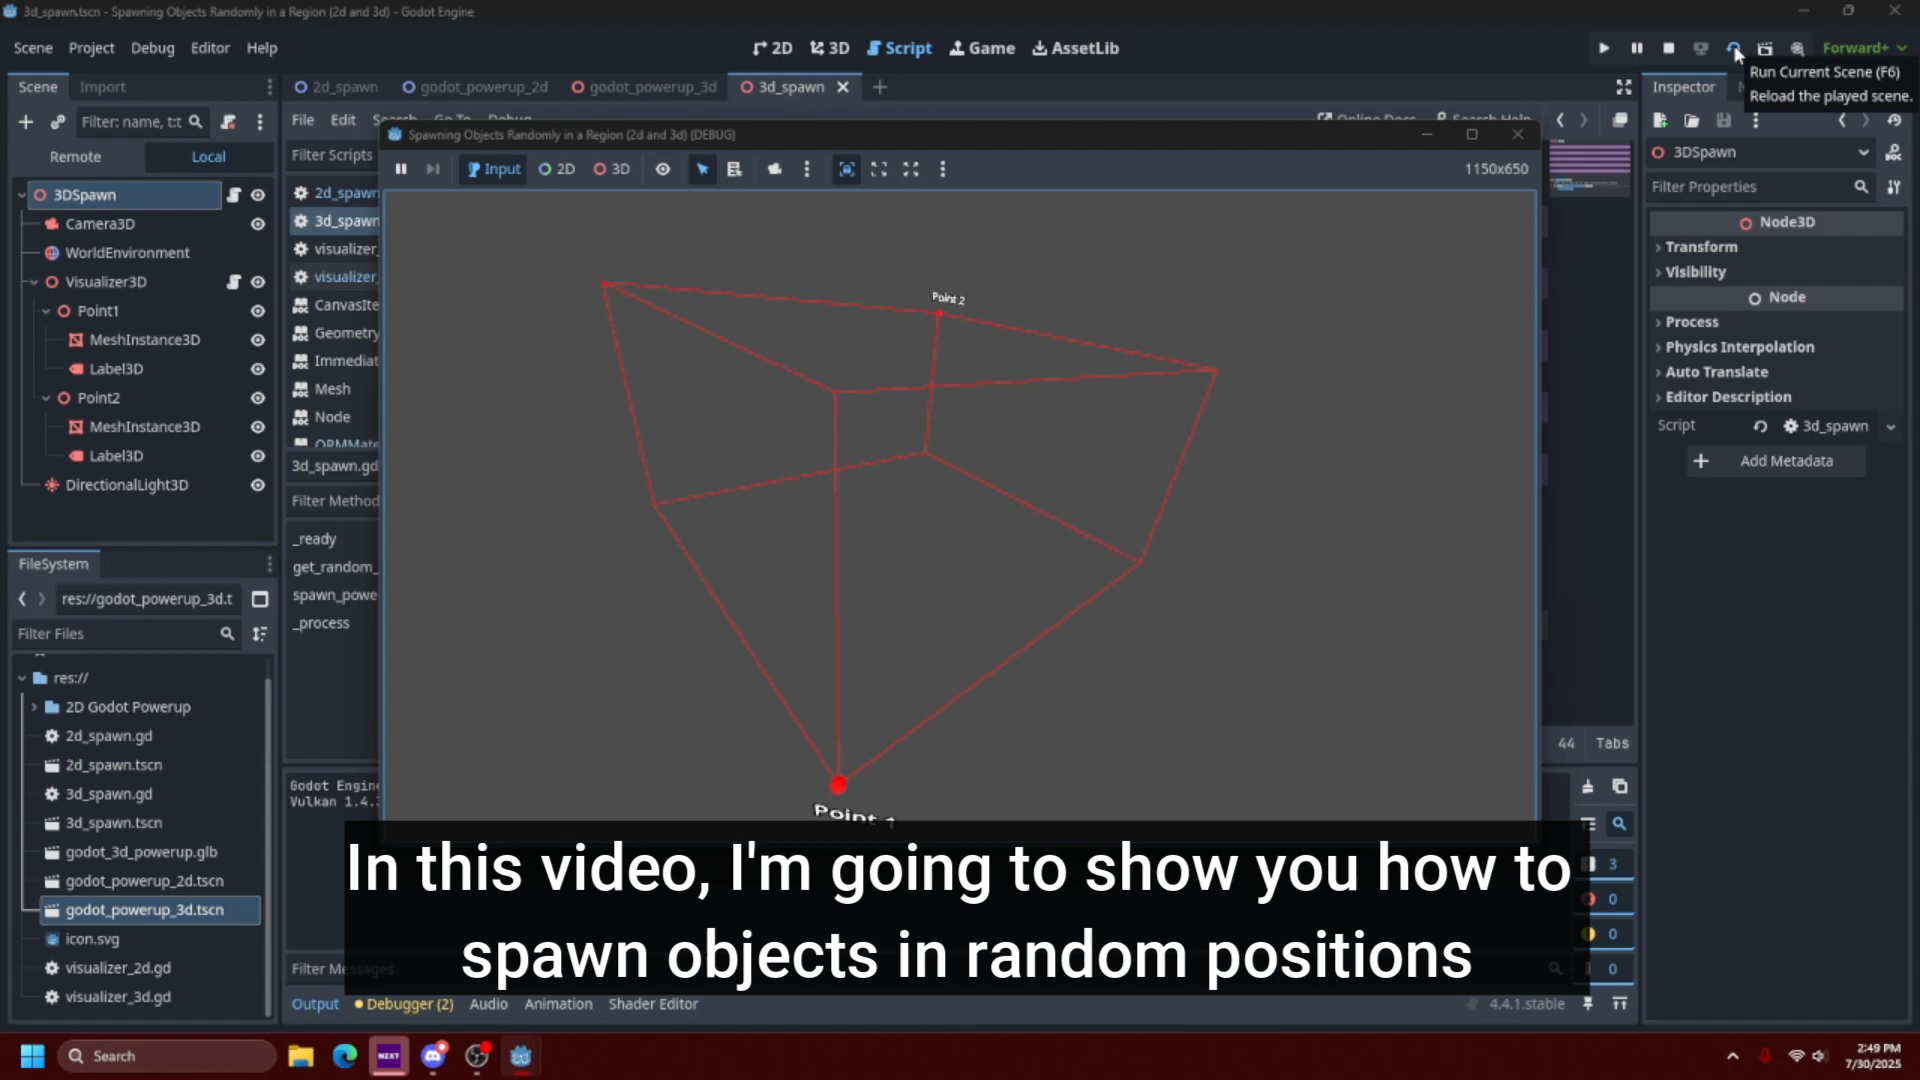 3d_spawn.tscn - Spawning Objects Randomly in a Region (2d and 3d) - Godot Engine
Scene Project Debug Editor Help
2D 3D Script Game AssetLib
Forward+
Run Current Scene (F6)
Reload the played scene.
Scene Import
2d_spawn godot_powerup_2d godot_powerup_3d 3d_spawn
Inspector
Filter: name, t:t
File Edit Search Go To Debug
Online Docs Search Help
Spawning Objects Randomly in a Region (2d and 3d) (DEBUG)
Remote Local
Filter Scripts
Input 2D 3D
1150x650
3DSpawn
Filter Properties
3DSpawn
Camera3D
WorldEnvironment
Visualizer3D
Point1
MeshInstance3D
Label3D
Point2
MeshInstance3D
Label3D
DirectionalLight3D
2d_spawn
3d_spawn
visualizer_
visualizer_
CanvasIte
Geometry
Immediat
Mesh
Node
ORMMate
3d_spawn.gd
Filter Method
_ready
get_random_
spawn_powe
_process
Point 2
Point 1
Node3D
Transform
Visibility
Node
Process
Physics Interpolation
Auto Translate
Editor Description
Script 3d_spawn
Add Metadata
FileSystem
res://godot_powerup_3d.t
Filter Files
res://
2D Godot Powerup
2d_spawn.gd
2d_spawn.tscn
3d_spawn.gd
3d_spawn.tscn
godot_3d_powerup.glb
godot_powerup_2d.tscn
godot_powerup_3d.tscn
icon.svg
visualizer_2d.gd
visualizer_3d.gd
44 Tabs
Godot Engine
Vulkan 1.4.
In this video, I'm going to show you how to
spawn objects in random positions
3
0
0
0
Filter Messages
Output Debugger (2) Audio Animation Shader Editor
4.4.1.stable
Search
NEXT
2:49 PM
7/30/2025